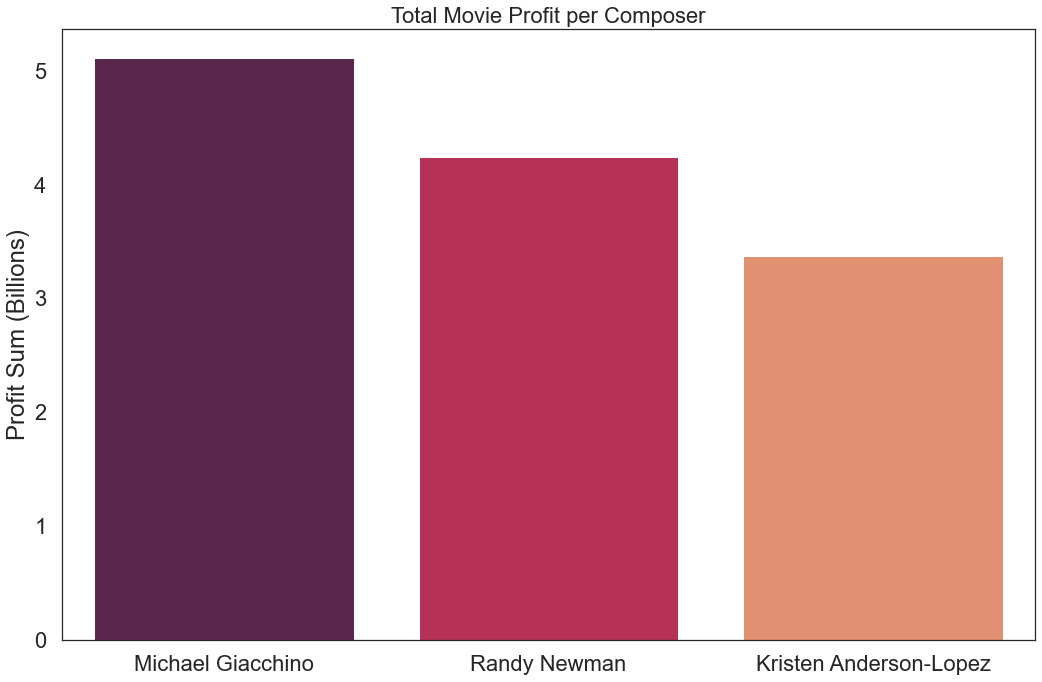 Total Movie Profit per Composer
Profit Sum (Billions)
5
4
3
2
1
0
Michael Giacchino
Randy Newman
Kristen Anderson-Lopez